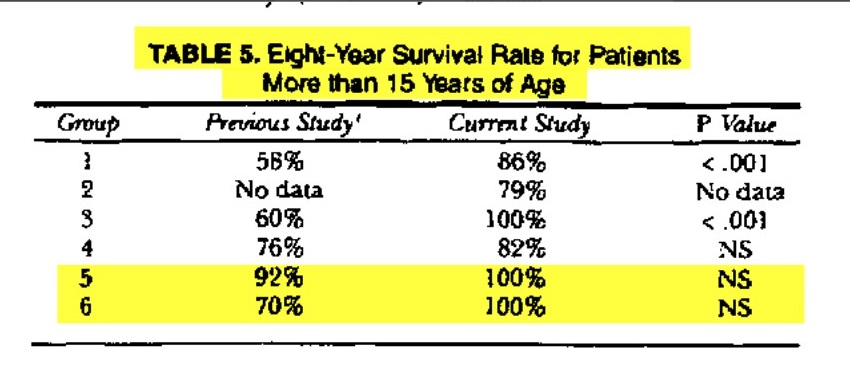 TABLE 5. Eight-Year Survival Rate for Patients
More than 15 Years of Age
Group Previous Study¹ Current Study P Value
1 58% 86% < .001
2 No data 79% No data
3 60% 100% < .001
4 76% 82% NS
5 92% 100% NS
6 70% 100% NS